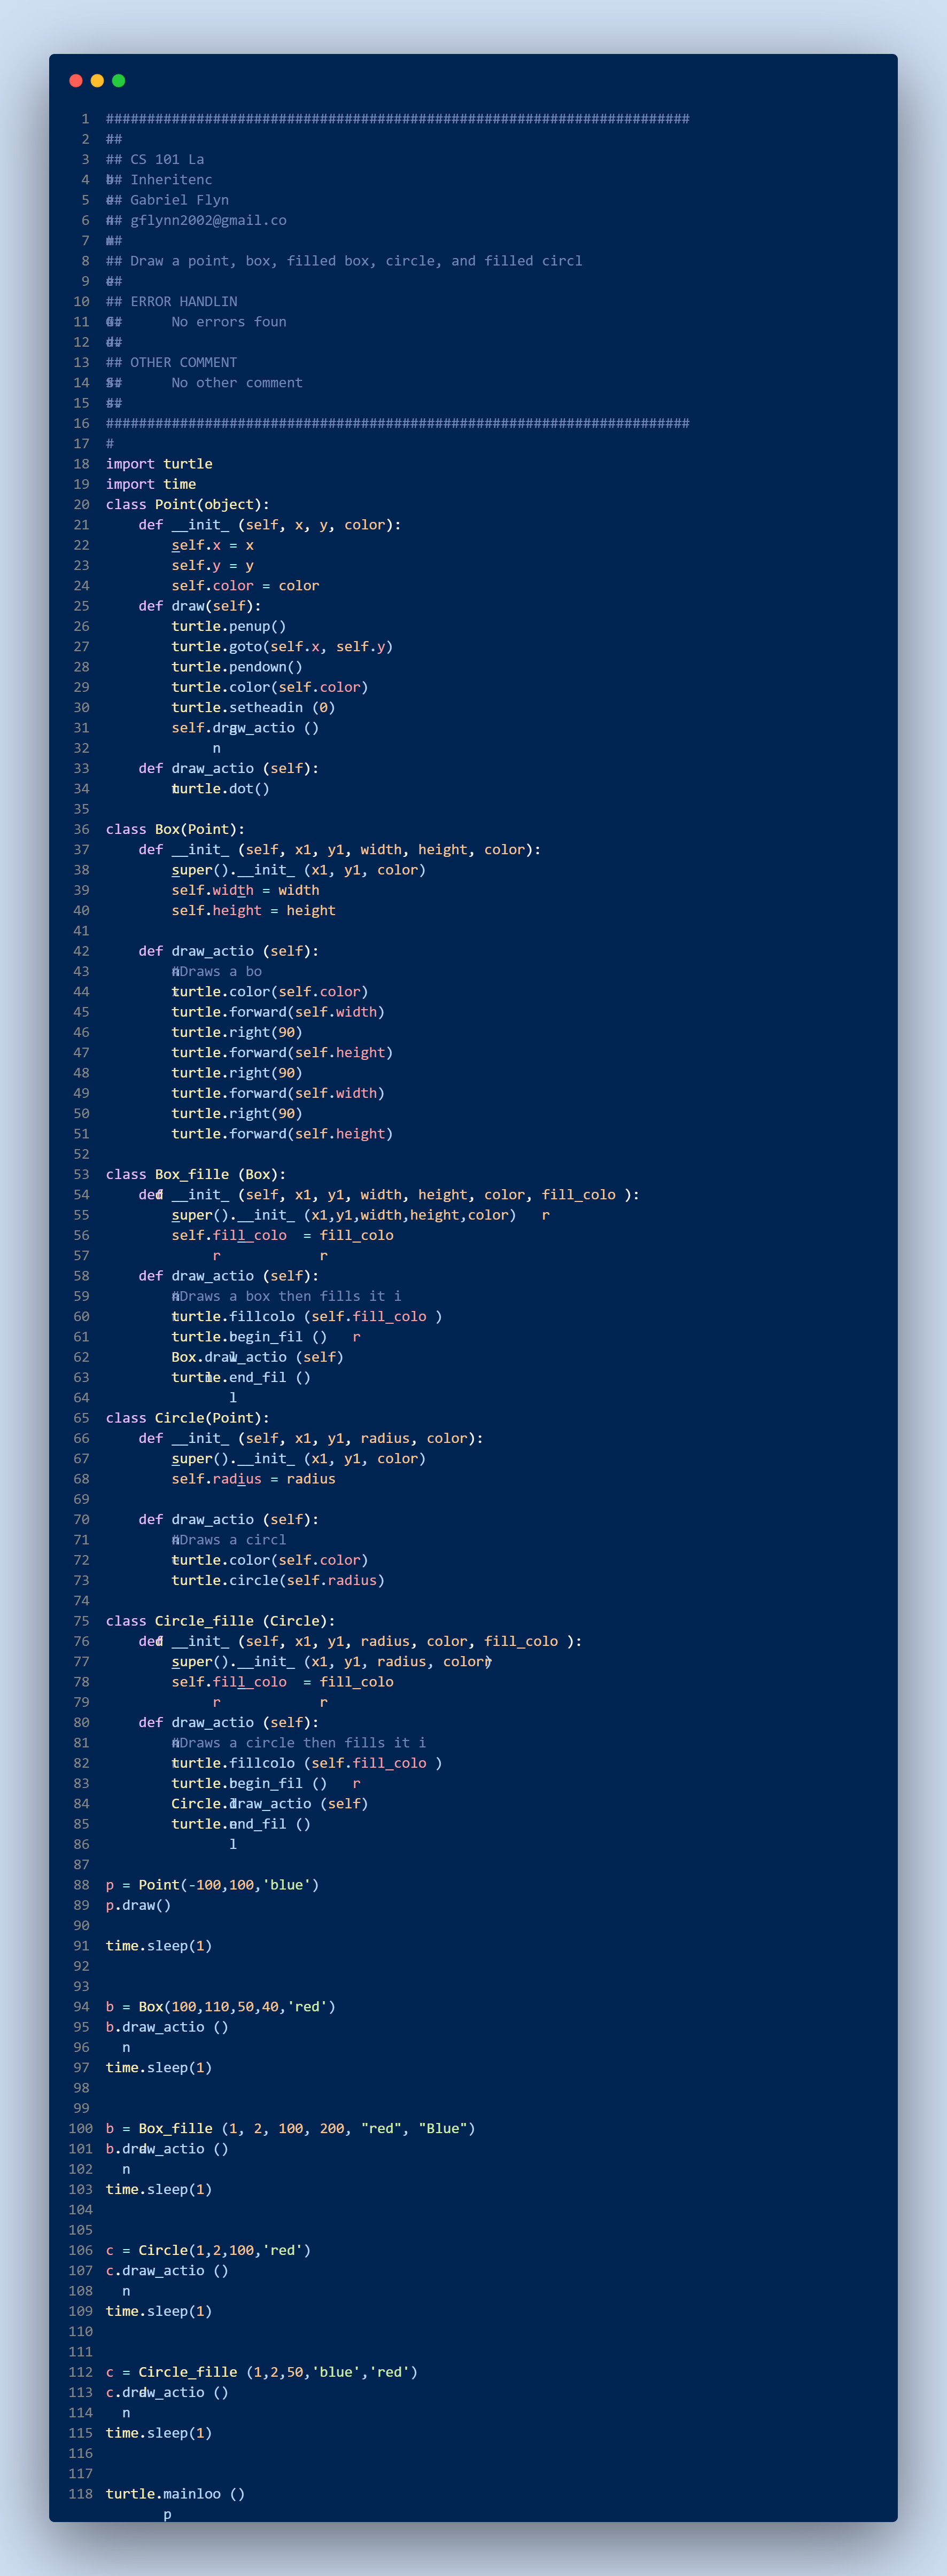 1 #######################################################################
2 ##
3 ## CS 101 La
4 ## Inheritenc
5 ## Gabriel Flyn
6 ## gflynn2002@gmail.co
7 ##
8 ## Draw a point, box, filled box, circle, and filled circl
9 ##
10 ## ERROR HANDLIN
11 ##      No errors foun
12 ##
13 ## OTHER COMMENT
14 ##      No other comment
15 ##
16 #######################################################################
17 #
18 import turtle
19 import time
20 class Point(object):
21     def __init_ (self, x, y, color):
22         self.x = x
23         self.y = y
24         self.color = color
25     def draw(self):
26         turtle.penup()
27         turtle.goto(self.x, self.y)
28         turtle.pendown()
29         turtle.color(self.color)
30         turtle.setheadin (0)
31         self.draw_actio ()
32              n
33     def draw_actio (self):
34         turtle.dot()
35
36 class Box(Point):
37     def __init_ (self, x1, y1, width, height, color):
38         super().__init_ (x1, y1, color)
39         self.width = width
40         self.height = height
41
42     def draw_actio (self):
43         #Draws a bo
44         turtle.color(self.color)
45         turtle.forward(self.width)
46         turtle.right(90)
47         turtle.forward(self.height)
48         turtle.right(90)
49         turtle.forward(self.width)
50         turtle.right(90)
51         turtle.forward(self.height)
52
53 class Box_fille (Box):
54     def __init_ (self, x1, y1, width, height, color, fill_colo ):
55         super().__init_ (x1,y1,width,height,color)   r
56         self.fill_colo  = fill_colo
57              r            r
58     def draw_actio (self):
59         #Draws a box then fills it i
60         turtle.fillcolo (self.fill_colo )
61         turtle.begin_fil ()   r
62         Box.draw_actio (self)
63         turtle.end_fil ()
64                l
65 class Circle(Point):
66     def __init_ (self, x1, y1, radius, color):
67         super().__init_ (x1, y1, color)
68         self.radius = radius
69
70     def draw_actio (self):
71         #Draws a circl
72         turtle.color(self.color)
73         turtle.circle(self.radius)
74
75 class Circle_fille (Circle):
76     def __init_ (self, x1, y1, radius, color, fill_colo ):
77         super().__init_ (x1, y1, radius, color)
78         self.fill_colo  = fill_colo
79              r            r
80     def draw_actio (self):
81         #Draws a circle then fills it i
82         turtle.fillcolo (self.fill_colo )
83         turtle.begin_fil ()   r
84         Circle.draw_actio (self)
85         turtle.end_fil ()
86                l
87
88 p = Point(-100,100,'blue')
89 p.draw()
90
91 time.sleep(1)
92
93
94 b = Box(100,110,50,40,'red')
95 b.draw_actio ()
96   n
97 time.sleep(1)
98
99
100 b = Box_fille (1, 2, 100, 200, "red", "Blue")
101 b.draw_actio ()
102   n
103 time.sleep(1)
104
105
106 c = Circle(1,2,100,'red')
107 c.draw_actio ()
108   n
109 time.sleep(1)
110
111
112 c = Circle_fille (1,2,50,'blue','red')
113 c.draw_actio ()
114   n
115 time.sleep(1)
116
117
118 turtle.mainloo ()
p